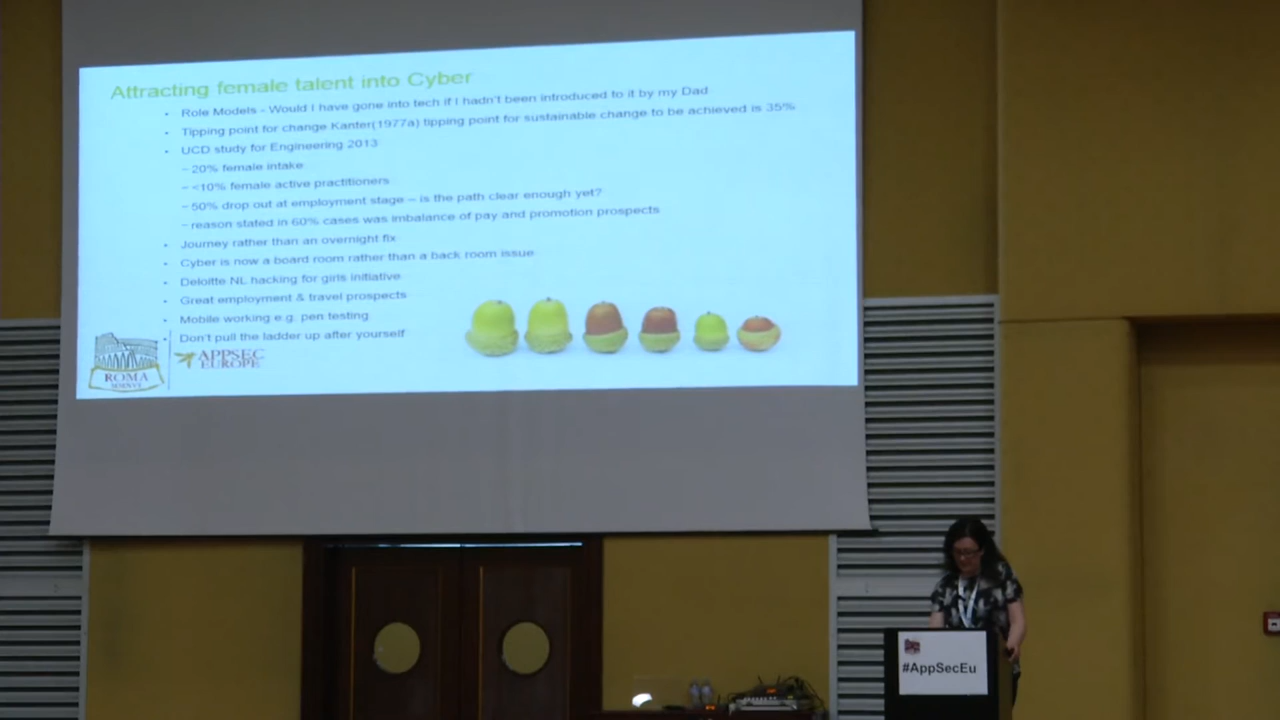 Attracting female talent into Cyber
• Role Models - Would I have gone into tech if I hadn't been introduced to it by my Dad
• Tipping point for change Kanter(1977a) tipping point for sustainable change to be achieved is 35%
• UCD study for Engineering 2013
– 20% female intake
– <10% female active practitioners
– 50% drop out at employment stage – is the path clear enough yet?
– reason stated in 60% cases was imbalance of pay and promotion prospects
• Journey rather than an overnight fix
• Cyber is now a board room rather than a back room issue
• Deloitte NL hacking for girls initiative
• Great employment & travel prospects
• Mobile working e.g. pen testing
• Don't pull the ladder up after yourself
ROMA
MMXVI
APPSEC
EUROPE
#AppSecEu